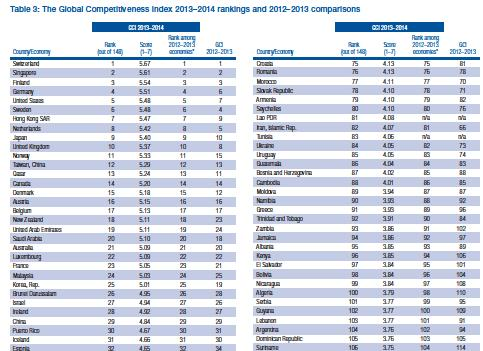 Table 3: The Global Competitiveness Index 2013–2014 rankings and 2012–2013 comparisons
GCI 2013–2014
Country/Economy Rank (out of 148) Score (1–7) Rank among 2012–2013 economies* GCI 2012–2013
Switzerland 1 5.67 1 1
Singapore 2 5.61 2 2
Finland 3 5.54 3 3
Germany 4 5.51 4 6
United States 5 5.48 5 7
Sweden 6 5.48 6 4
Hong Kong SAR 7 5.47 7 9
Netherlands 8 5.42 8 5
Japan 9 5.40 9 10
United Kingdom 10 5.37 10 8
Norway 11 5.33 11 15
Taiwan, China 12 5.29 12 13
Qatar 13 5.24 13 11
Canada 14 5.20 14 14
Denmark 15 5.18 15 12
Austria 16 5.15 16 16
Belgium 17 5.13 17 17
New Zealand 18 5.11 18 23
United Arab Emirates 19 5.11 19 24
Saudi Arabia 20 5.10 20 18
Australia 21 5.09 21 20
Luxembourg 22 5.09 22 22
France 23 5.05 23 21
Malaysia 24 5.03 24 25
Korea, Rep. 25 5.01 25 19
Brunei Darussalam 26 4.95 26 28
Israel 27 4.94 27 26
Ireland 28 4.92 28 27
China 29 4.84 29 29
Puerto Rico 30 4.67 30 31
Iceland 31 4.66 31 30
Estonia 32 4.65 32 34
GCI 2013–2014
Country/Economy Rank (out of 148) Score (1–7) Rank among 2012–2013 economies* GCI 2012–2013
Croatia 75 4.13 75 81
Romania 76 4.13 76 78
Morocco 77 4.11 77 70
Slovak Republic 78 4.10 78 71
Armenia 79 4.10 79 82
Seychelles 80 4.10 80 76
Lao PDR 81 4.08 n/a n/a
Iran, Islamic Rep. 82 4.07 81 66
Tunisia 83 4.06 n/a n/a
Ukraine 84 4.05 82 73
Uruguay 85 4.05 83 74
Guatemala 86 4.04 84 83
Bosnia and Herzegovina 87 4.02 85 88
Cambodia 88 4.01 86 85
Moldova 89 3.94 87 87
Namibia 90 3.93 88 92
Greece 91 3.93 89 96
Trinidad and Tobago 92 3.91 90 84
Zambia 93 3.86 91 102
Jamaica 94 3.86 92 97
Albania 95 3.85 93 89
Kenya 96 3.85 94 106
El Salvador 97 3.84 95 101
Bolivia 98 3.84 96 104
Nicaragua 99 3.84 97 108
Algeria 100 3.79 98 110
Serbia 101 3.77 99 95
Guyana 102 3.77 100 109
Lebanon 103 3.77 101 91
Argentina 104 3.76 102 94
Dominican Republic 105 3.76 103 105
Suriname 106 3.75 104 114